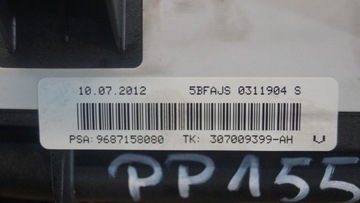 10.07.2012 5BFAJS 0311904 S
PSA: 9687158080 TK: 307009399-AH V
PP155